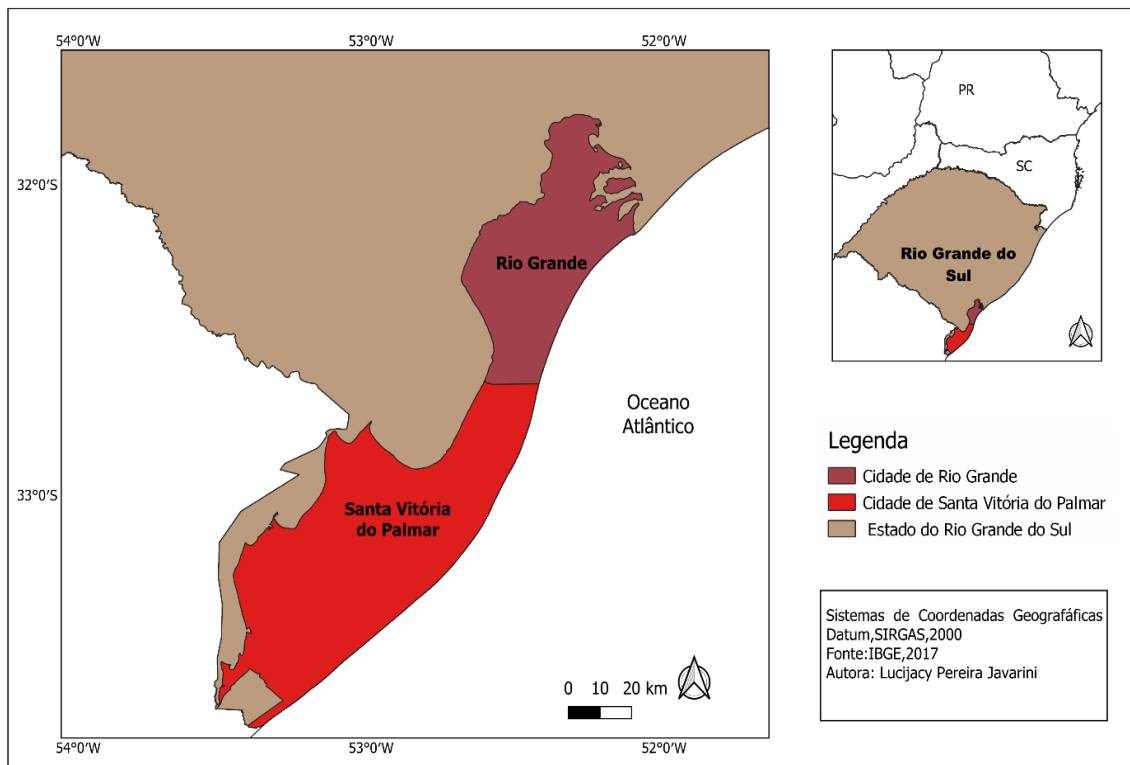 54°0'W 53°0'W 52°0'W
32°0'S
33°0'S
Rio Grande
Oceano
Atlântico
Santa Vitória
do Palmar
0 10 20 km
54°0'W 53°0'W 52°0'W
PR
SC
Rio Grande do
Sul
Legenda
Cidade de Rio Grande
Cidade de Santa Vitória do Palmar
Estado do Rio Grande do Sul
Sistemas de Coordenadas Geografáficas
Datum,SIRGAS,2000
Fonte:IBGE,2017
Autora: Lucijacy Pereira Javarini